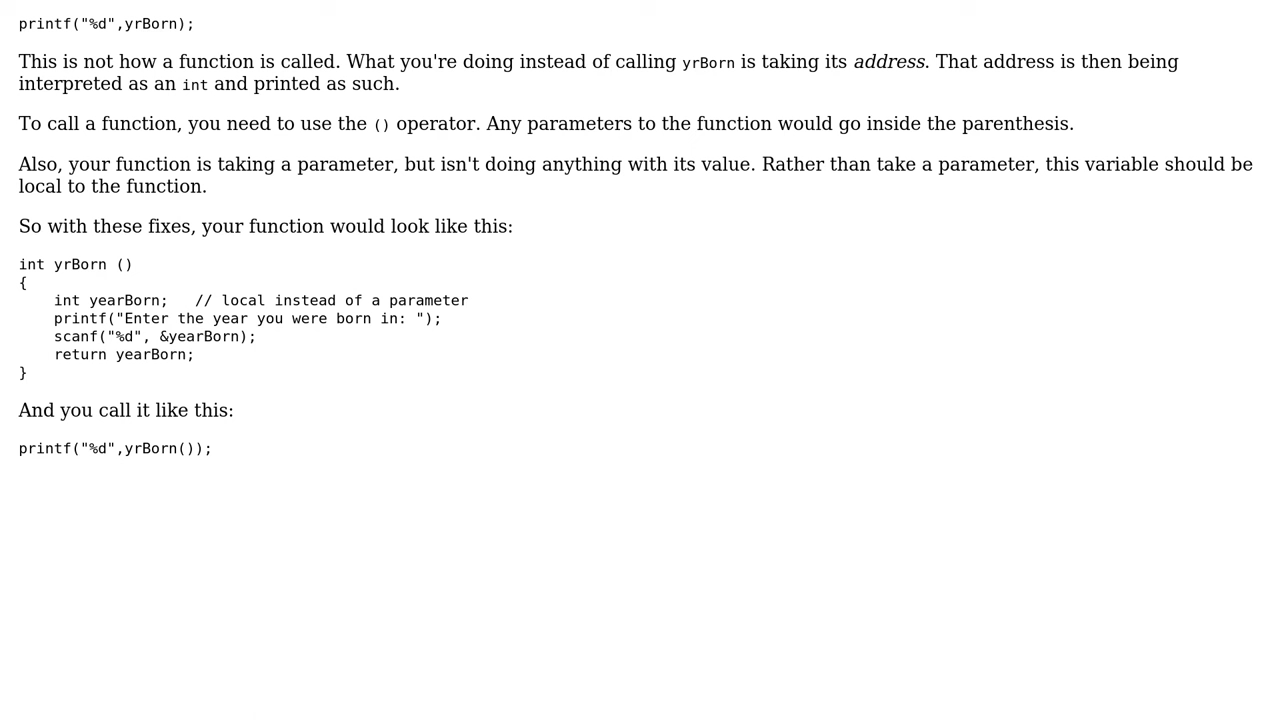 printf("%d",yrBorn);
This is not how a function is called. What you're doing instead of calling yrBorn is taking its address. That address is then being
interpreted as an int and printed as such.
To call a function, you need to use the () operator. Any parameters to the function would go inside the parenthesis.
Also, your function is taking a parameter, but isn't doing anything with its value. Rather than take a parameter, this variable should be
local to the function.
So with these fixes, your function would look like this:
int yrBorn ()
{
    int yearBorn;   // local instead of a parameter
    printf("Enter the year you were born in: ");
    scanf("%d", &yearBorn);
    return yearBorn;
}
And you call it like this:
printf("%d",yrBorn());